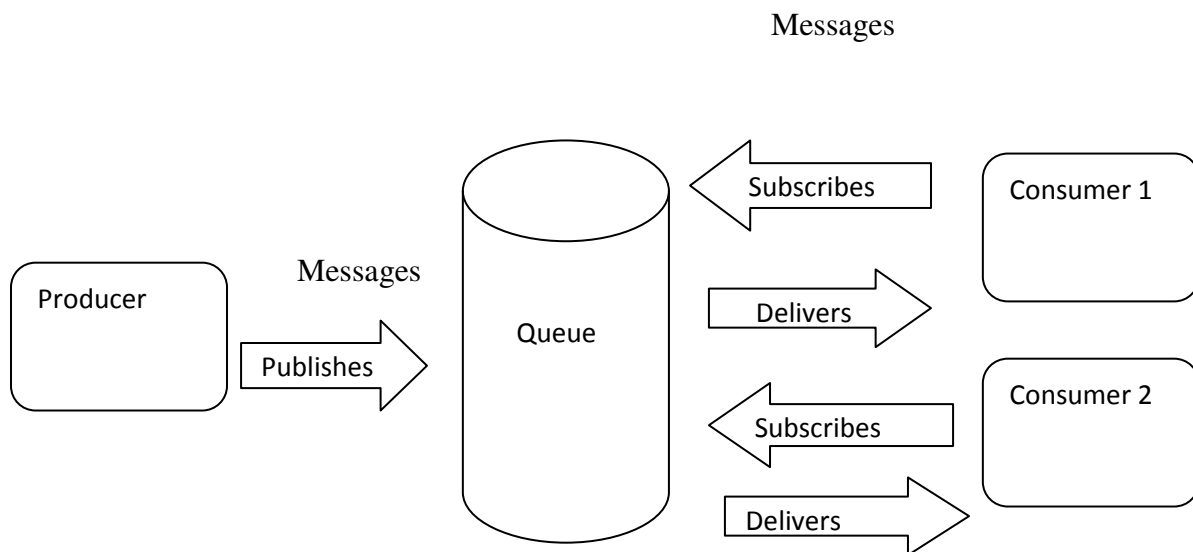 Messages
Subscribes
Consumer 1
Messages
Producer
Delivers
Queue
Publishes
Consumer 2
Subscribes
Delivers